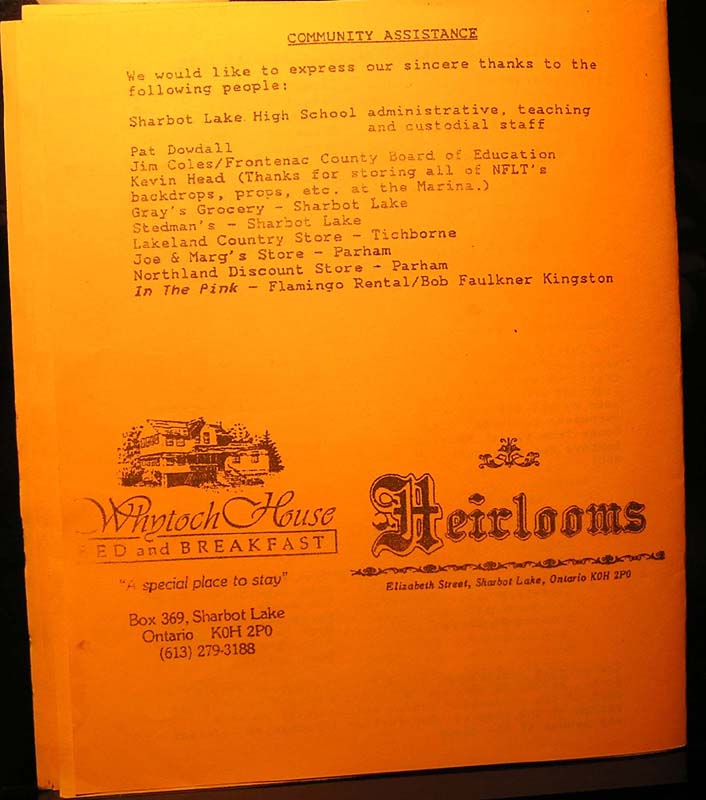 COMMUNITY ASSISTANCE
We would like to express our sincere thanks to the
following people:
Sharbot Lake High School administrative, teaching
and custodial staff
Pat Dowdall
Jim Coles/Frontenac County Board of Education
Kevin Head (Thanks for storing all of NFLT's
backdrops, props, etc. at the Marina.)
Gray's Grocery - Sharbot Lake
Stedman's - Sharbot Lake
Lakeland Country Store - Tichborne
Joe & Marg's Store - Parham
Northland Discount Store - Parham
In The Pink - Flamingo Rental/Bob Faulkner Kingston
Whytoch House
BED and BREAKFAST
"A special place to stay"
Box 369, Sharbot Lake
Ontario K0H 2P0
(613) 279-3188
Heirlooms
Elizabeth Street, Sharbot Lake, Ontario K0H 2P0